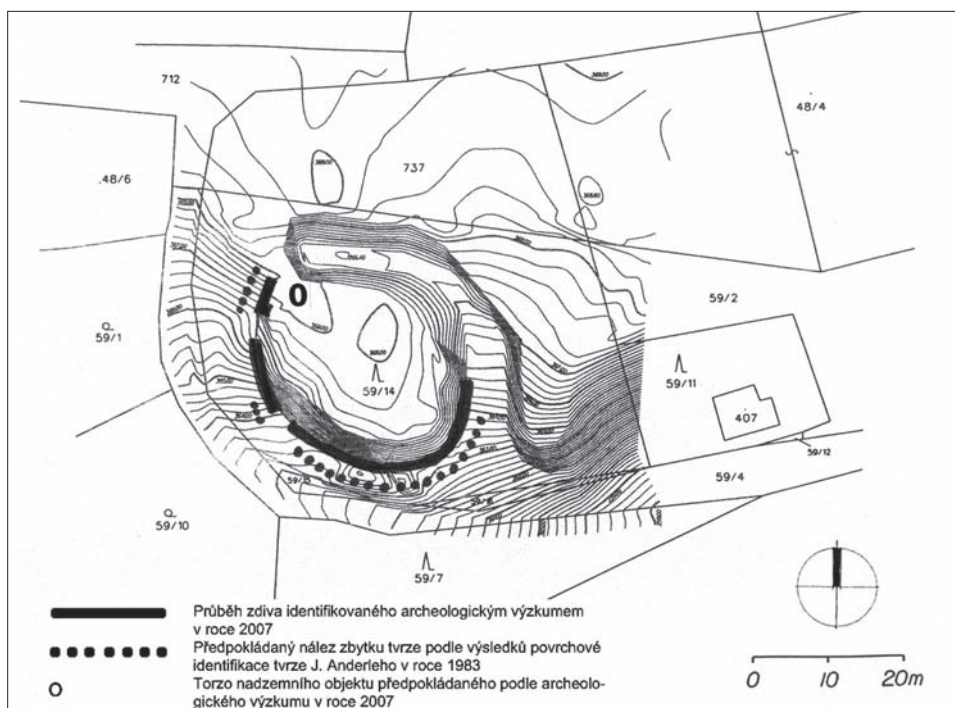 712
48/4
737
48/6
59/2
59/1
59/14
59/11
407
59/12
59/4
59/15
59/10
59/7
Průběh zdiva identifikovaného archeologickým výzkumem
v roce 2007
Předpokládaný nález zbytku tvrze podle výsledků povrchové
identifikace tvrze J. Anderleho v roce 1983
Torzo nadzemního objektu předpokládaného podle archeolo-
gického výzkumu v roce 2007
0 10 20m